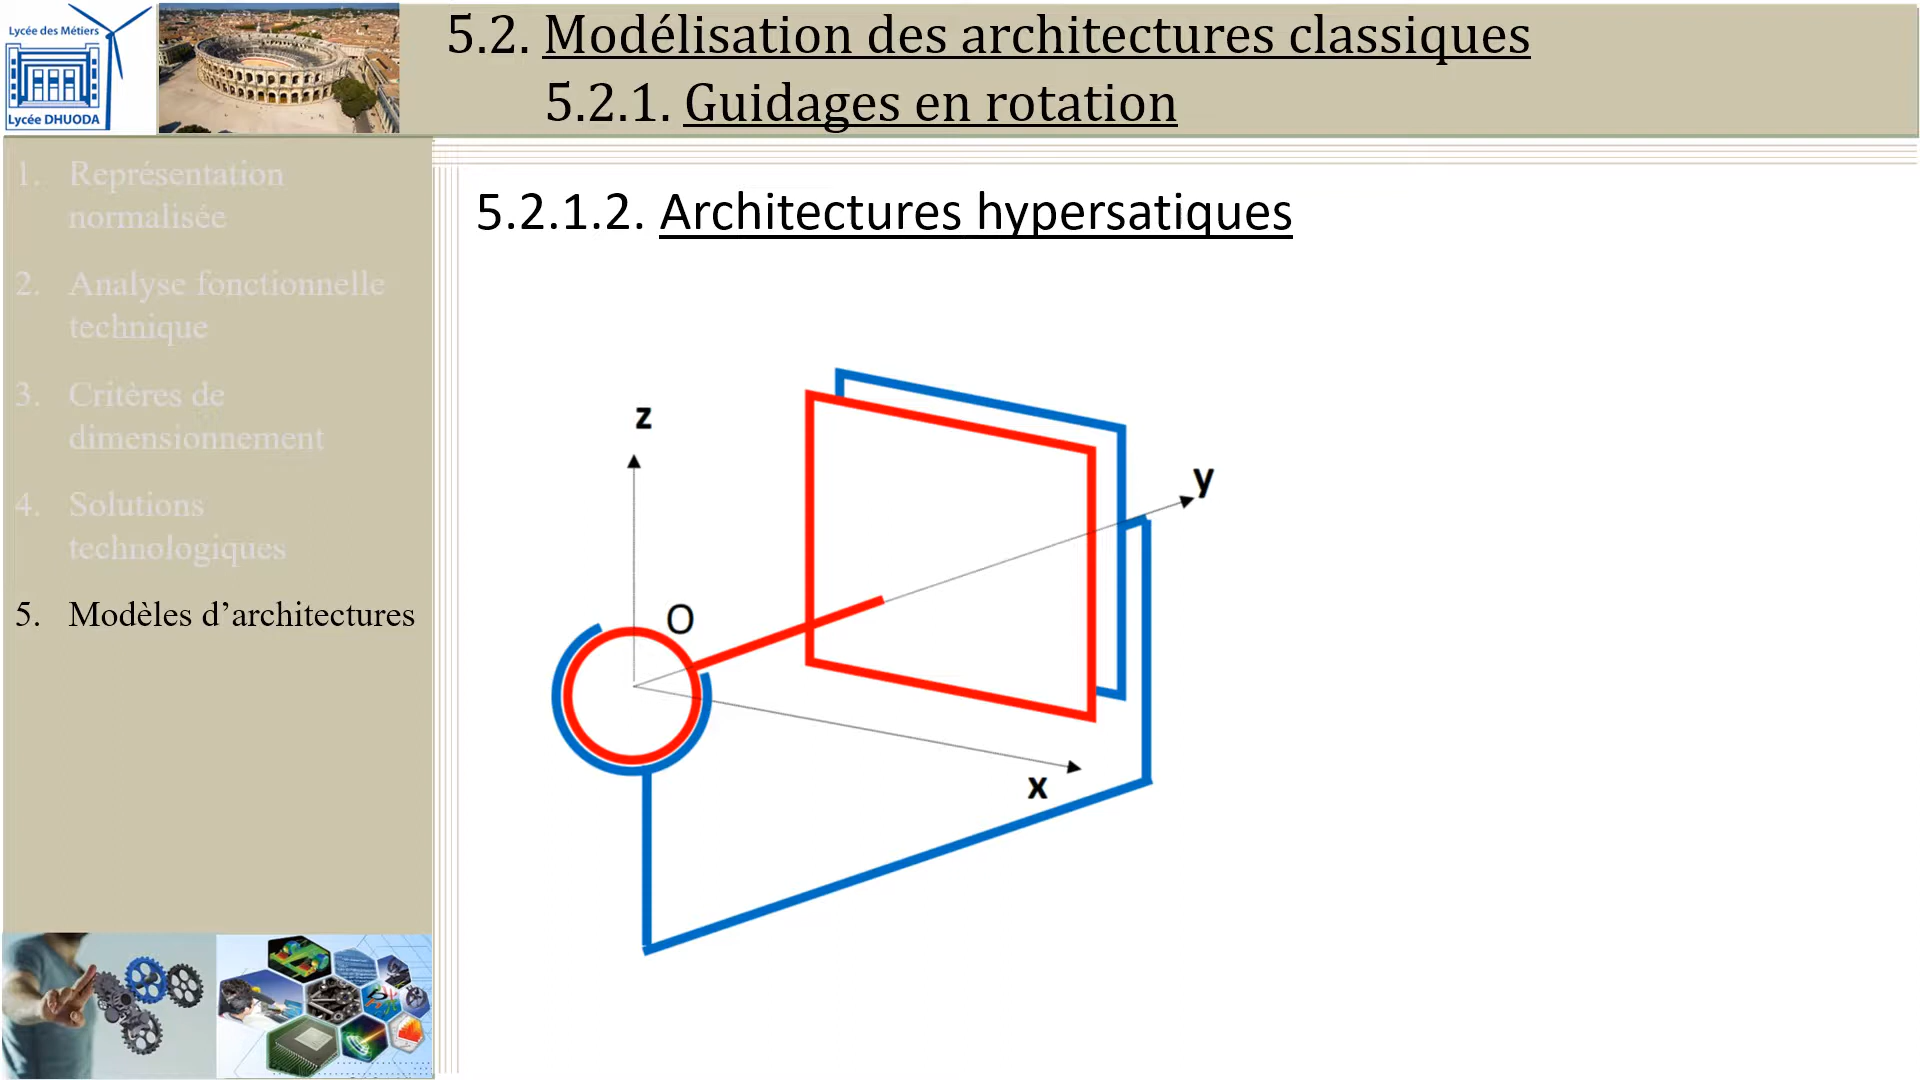 Lycée des Métiers
Lycée DHUODA
5.2. Modélisation des architectures classiques
5.2.1. Guidages en rotation
1. Représentation
normalisée
2. Analyse fonctionnelle
technique
3. Critères de
dimensionnement
4. Solutions
technologiques
5. Modèles d’architectures
5.2.1.2. Architectures hypersatiques
z
y
O
x